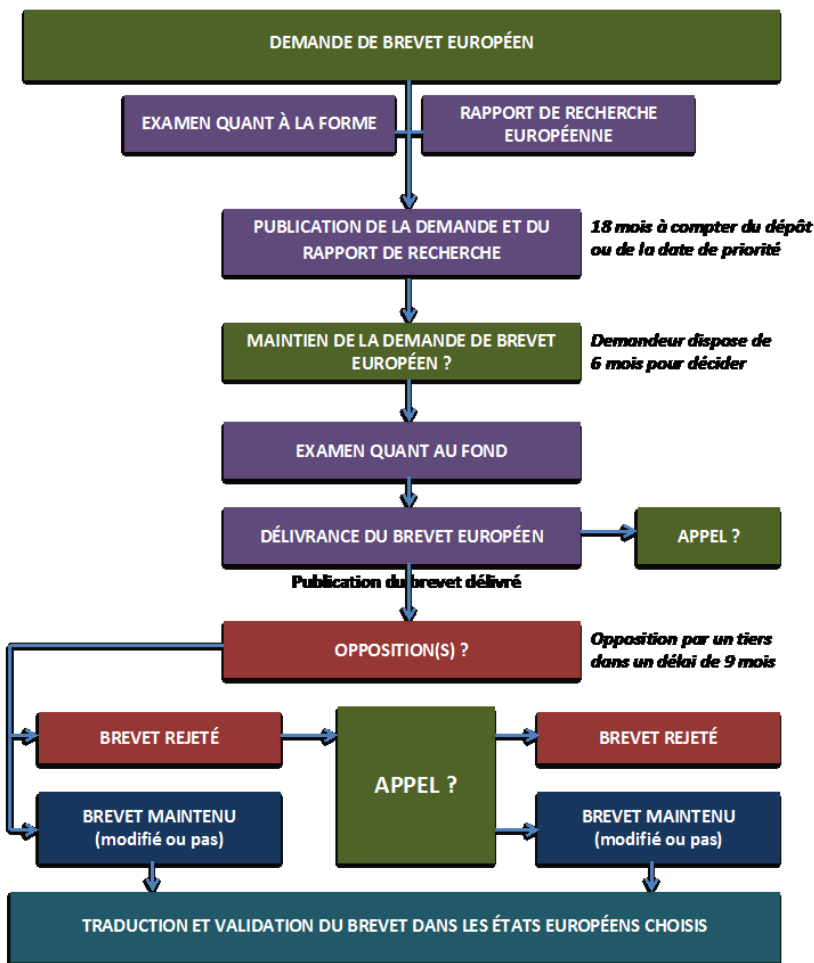 DEMANDE DE BREVET EUROPÉEN
EXAMEN QUANT À LA FORME
RAPPORT DE RECHERCHE
EUROPÉENNE
PUBLICATION DE LA DEMANDE ET DU
RAPPORT DE RECHERCHE
18 mois à compter du dépôt
ou de la date de priorité
MAINTIEN DE LA DEMANDE DE BREVET
EUROPÉEN ?
Demandeur dispose de
6 mois pour décider
EXAMEN QUANT AU FOND
DÉLIVRANCE DU BREVET EUROPÉEN
APPEL ?
Publication du brevet délivré
OPPOSITION(S) ?
Opposition par un tiers
dans un délai de 9 mois
BREVET REJETÉ
APPEL ?
BREVET REJETÉ
BREVET MAINTENU
(modifié ou pas)
BREVET MAINTENU
(modifié ou pas)
TRADUCTION ET VALIDATION DU BREVET DANS LES ÉTATS EUROPÉENS CHOISIS